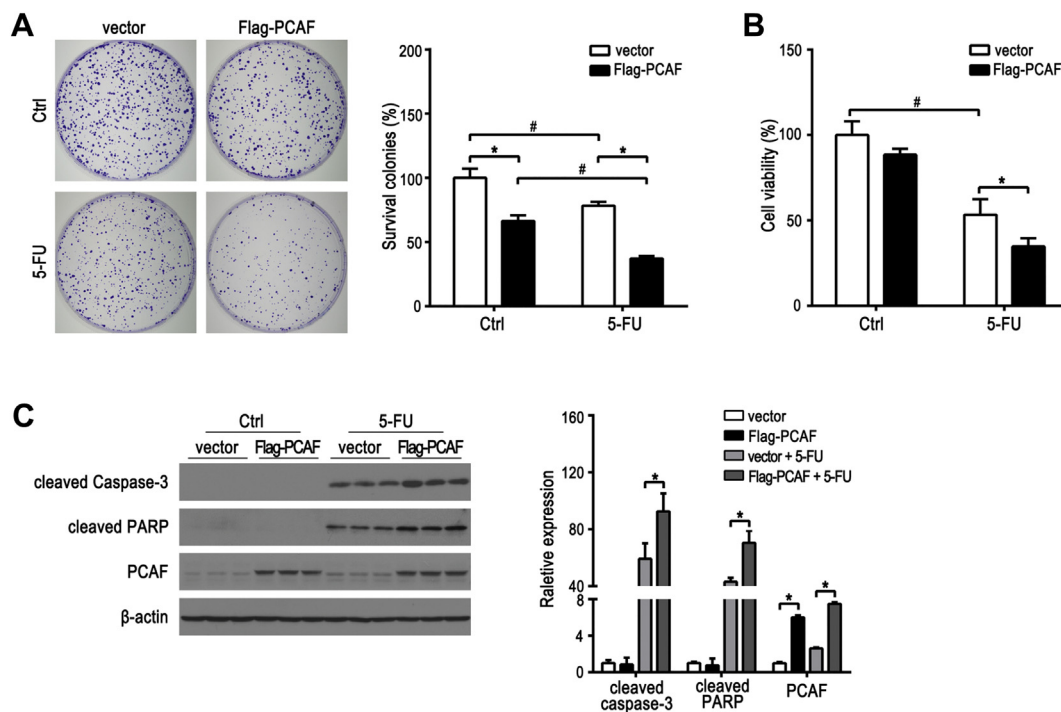 A
vector
Flag-PCAF
Ctrl
5-FU
Survival colonies (%)
200
150
100
50
0
vector
Flag-PCAF
#
*
*
#
Ctrl
5-FU
B
Cell viability (%)
150
100
50
0
vector
Flag-PCAF
#
*
Ctrl
5-FU
C
Ctrl
5-FU
vector
Flag-PCAF
vector
Flag-PCAF
cleaved Caspase-3
cleaved PARP
PCAF
β-actin
Raletive expression
160
120
80
40
8
4
0
vector
Flag-PCAF
vector + 5-FU
Flag-PCAF + 5-FU
*
*
*
*
cleaved
caspase-3
cleaved
PARP
PCAF